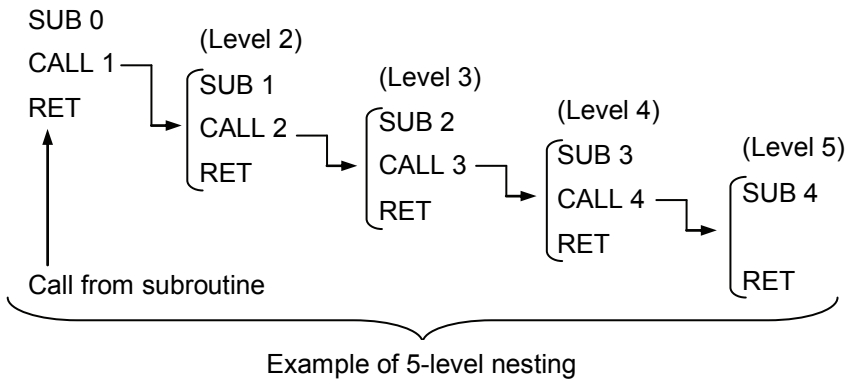 SUB 0
CALL 1
RET
(Level 2)
SUB 1
CALL 2
RET
(Level 3)
SUB 2
CALL 3
RET
(Level 4)
SUB 3
CALL 4
RET
(Level 5)
SUB 4
RET
Call from subroutine
Example of 5-level nesting